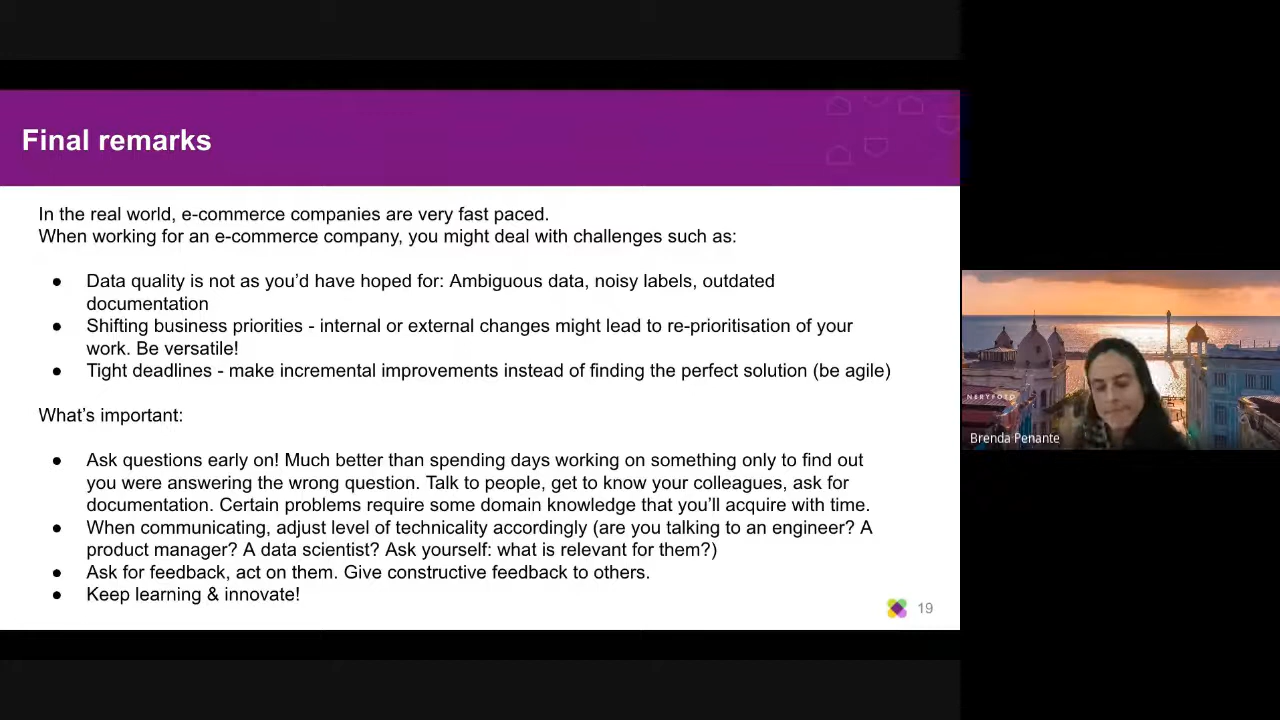 Final remarks
In the real world, e-commerce companies are very fast paced.
When working for an e-commerce company, you might deal with challenges such as:
● Data quality is not as you'd have hoped for: Ambiguous data, noisy labels, outdated
documentation
● Shifting business priorities - internal or external changes might lead to re-prioritisation of your
work. Be versatile!
● Tight deadlines - make incremental improvements instead of finding the perfect solution (be agile)
What's important:
● Ask questions early on! Much better than spending days working on something only to find out
you were answering the wrong question. Talk to people, get to know your colleagues, ask for
documentation. Certain problems require some domain knowledge that you'll acquire with time.
● When communicating, adjust level of technicality accordingly (are you talking to an engineer? A
product manager? A data scientist? Ask yourself: what is relevant for them?)
● Ask for feedback, act on them. Give constructive feedback to others.
● Keep learning & innovate!
19
NERYFOTO
Brenda Penante